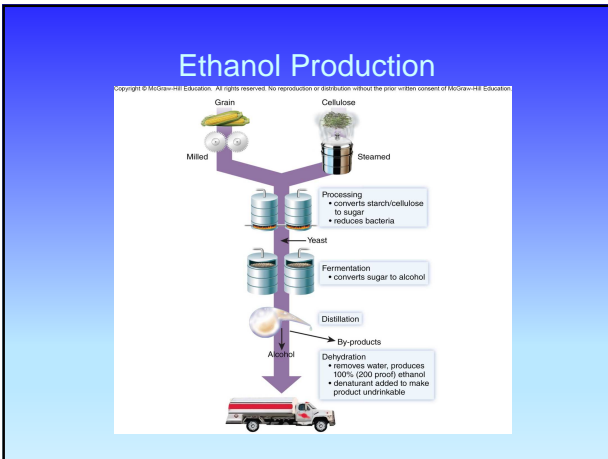 Ethanol Production
Copyright © McGraw-Hill Education. All rights reserved. No reproduction or distribution without the prior written consent of McGraw-Hill Education.
Grain
Cellulose
Milled
Steamed
Processing
• converts starch/cellulose
to sugar
• reduces bacteria
Yeast
Fermentation
• converts sugar to alcohol
Distillation
By-products
Alcohol
Dehydration
• removes water, produces
100% (200 proof) ethanol
• denaturant added to make
product undrinkable